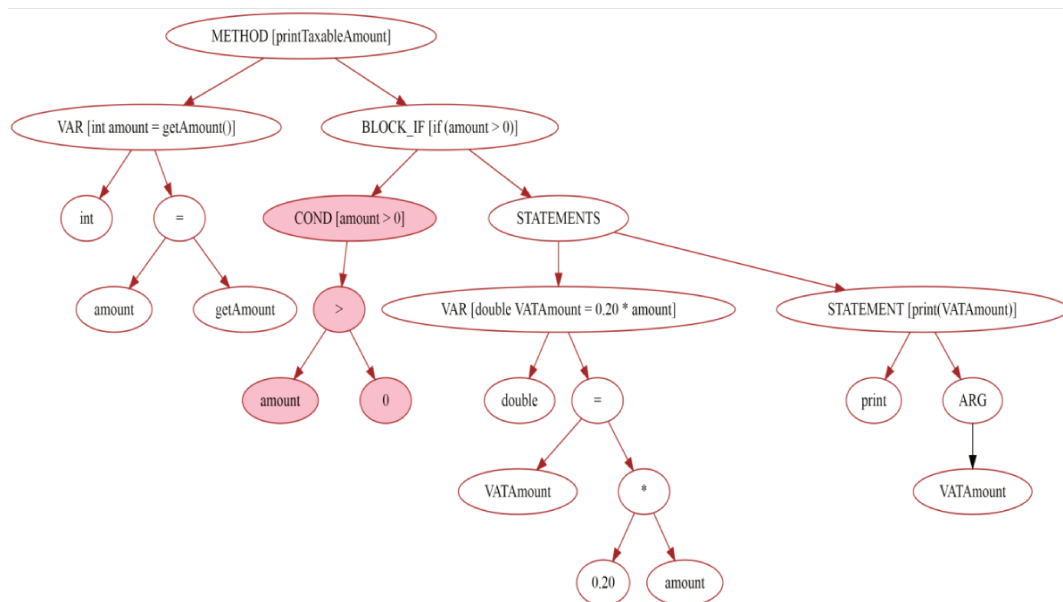 METHOD [printTaxableAmount]
VAR [int amount = getAmount()]
BLOCK_IF [if (amount > 0)]
int
=
COND [amount > 0]
STATEMENTS
amount
getAmount
>
VAR [double VATAmount = 0.20 * amount]
STATEMENT [print(VATAmount)]
amount
0
double
=
print
ARG
VATAmount
*
VATAmount
0.20
amount